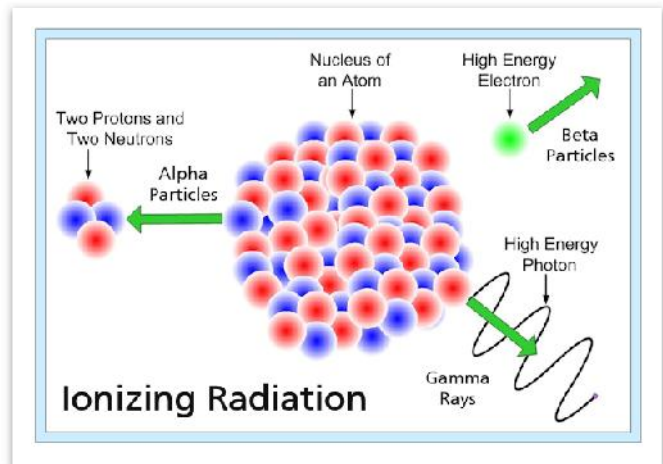 Nucleus of
an Atom
High Energy
Electron
Two Protons and
Two Neutrons
Alpha
Particles
Beta
Particles
High Energy
Photon
Gamma
Rays
Ionizing Radiation